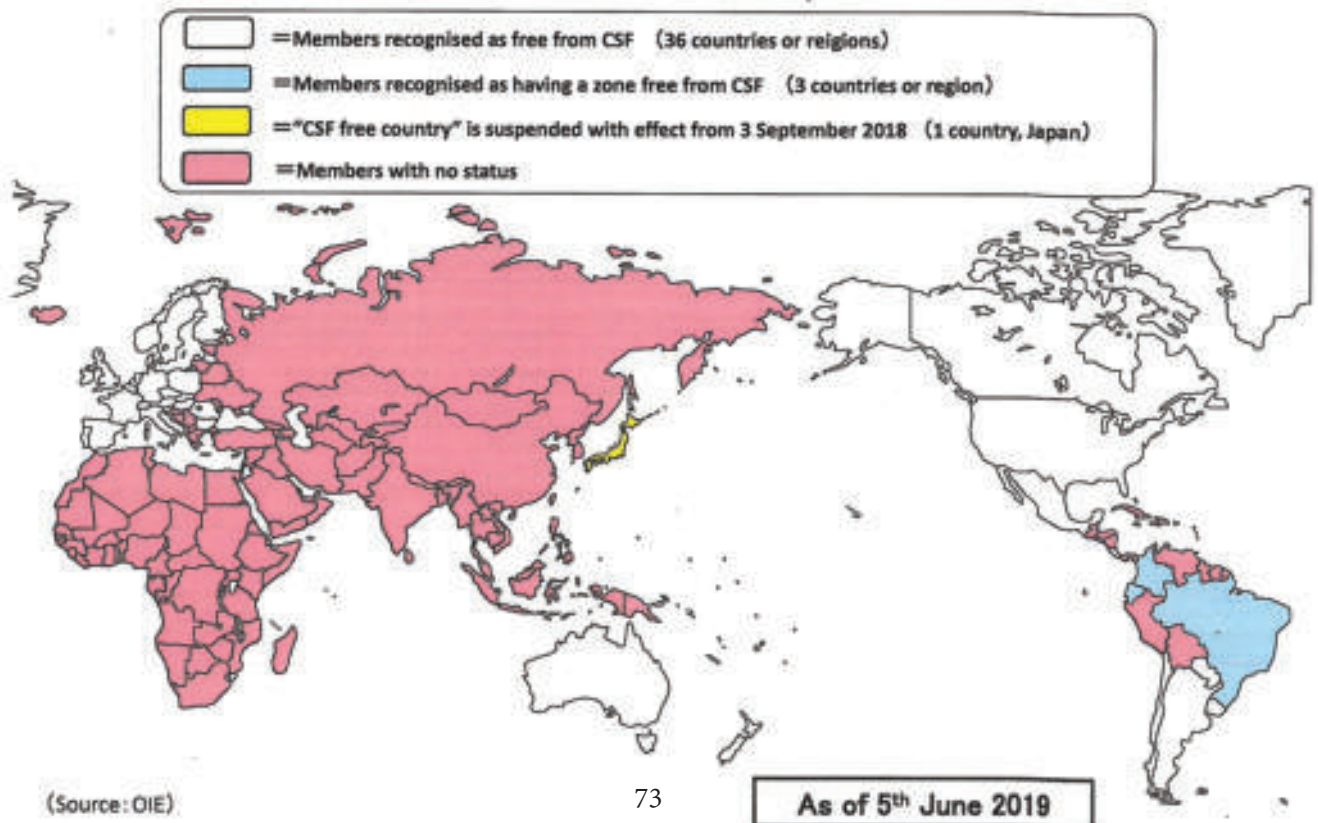 =Members recognised as free from CSF （36 countries or reigions）
=Members recognised as having a zone free from CSF （3 countries or region）
="CSF free country" is suspended with effect from 3 September 2018 （1 country, Japan）
=Members with no status
（Source: OIE）
73
As of 5th June 2019